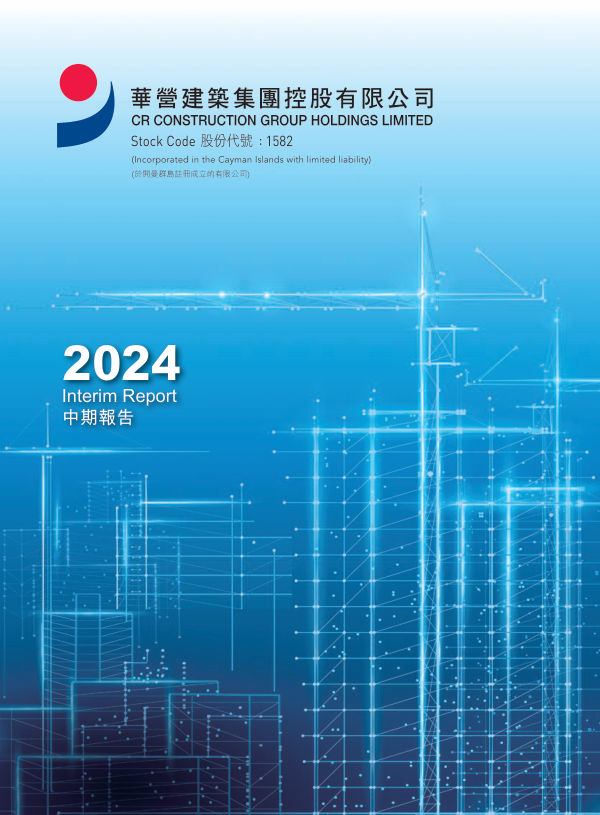 華營建築集團控股有限公司
CR CONSTRUCTION GROUP HOLDINGS LIMITED
Stock Code 股份代號 : 1582
(Incorporated in the Cayman Islands with limited liability)
(於開曼群島註冊成立的有限公司)
2024
Interim Report
中期報告